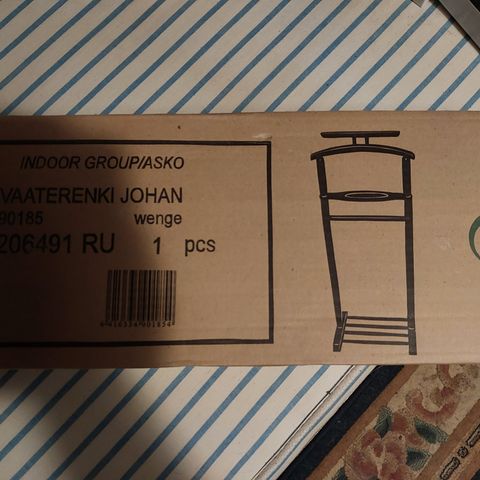 INDOOR GROUP/ASKO
VAATERENKI JOHAN
90185 wenge
206491 RU 1 pcs